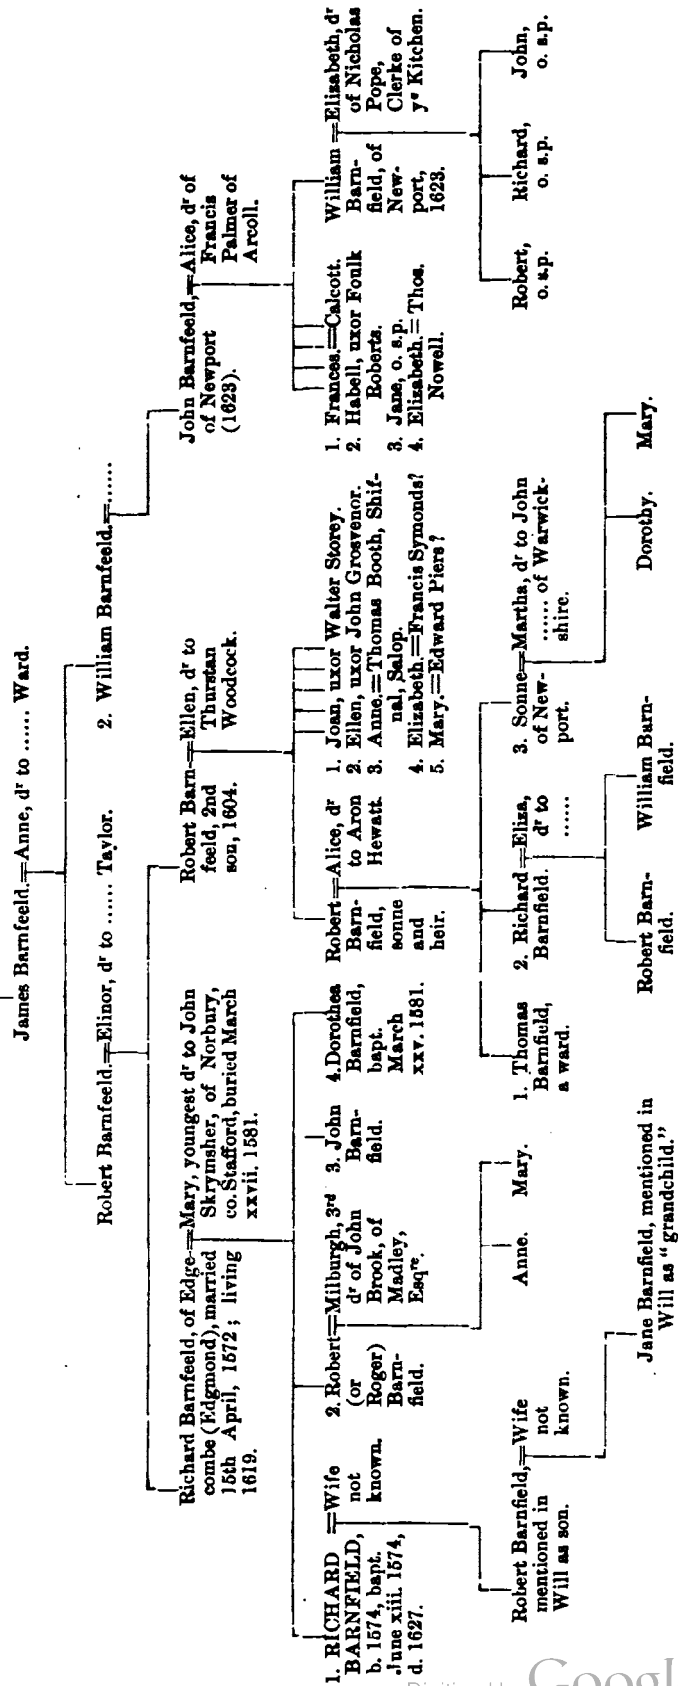 James Barnfeeld.=Anne, dʳ to ...... Ward.
Robert Barnfeeld.=Elinor, dʳ to ...... Taylor.
2. William Barnfeeld.=......
Richard Barnfeeld, of Edge-
combe (Edgmond), married
15th April, 1572; living
1619.
=Mary, youngest dʳ to John
Skrymsher, of Norbury,
co. Stafford, buried March
xxvii. 1581.
Robert Barn-
feeld, 2nd
son, 1604.
=Ellen, dʳ to
Thurstan
Woodcock.
John Barnfeeld,
of Newport
(1623).
=Alice, dʳ of
Francis
Palmer of
Arcoll.
1. RICHARD
BARNFIELD,
b. 1574, bapt.
June xiii. 1574,
d. 1627.
=Wife
not
known.
2. Robert
(or
Roger)
Barn-
field.
=Milburgh, 3ʳᵈ
dʳ of John
Brook, of
Madley,
Esqʳᵉ.
3. John
Barn-
field.
4. Dorothea
Barnfield,
bapt.
March
xxv. 1581.
Robert
Barn-
field,
sonne
and
heir.
=Alice, dʳ
to Aron
Hewatt.
1. Joan, uxor Walter Storey.
2. Ellen, uxor John Grosvenor.
3. Anne.=Thomas Booth, Shif-
nal, Salop.
4. Elizabeth.=Francis Symonds?
5. Mary.=Edward Piers?
1. Frances.=Calcott.
2. Habell, uxor Foulk
Roberts.
3. Jane, o. s.p.
4. Elizabeth.=Thos.
Nowell.
William
Barn-
field, of
New-
port,
1623.
=Elizabeth, dʳ
of Nicholas
Pope,
Clerke of
yᵉ Kitchen.
Robert Barnfield,
mentioned in
Will as son.
=Wife
not
known.
Anne.
Mary.
1. Thomas
Barnfield,
a ward.
2. Richard
Barnfield.
=Eliza,
dʳ to
......
3. Sonne
of New-
port.
=Martha, dʳ to John
...... of Warwick-
shire.
Robert,
o. s.p.
Richard,
o. s.p.
John,
o. s.p.
Jane Barnfield, mentioned in
Will as "grandchild."
Robert Barn-
field.
William Barn-
field.
Dorothy.
Mary.
Googl